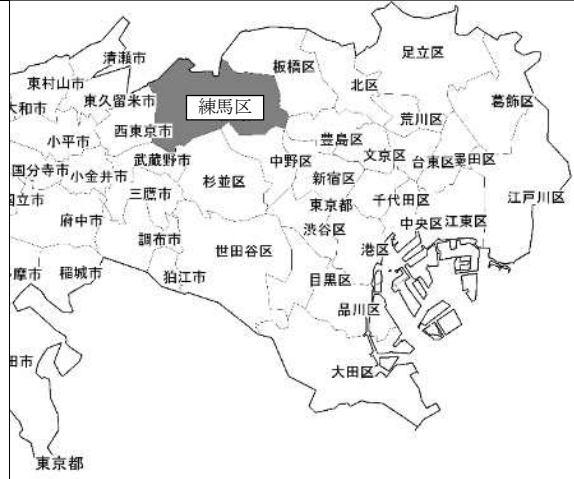 清瀬市
板橋区
足立区
東村山市
東久留米市
練馬区
北区
葛飾区
大和市
荒川区
小平市
西東京市
豊島区
文京区
台東区
墨田区
国分寺市
小金井市
武蔵野市
中野区
新宿区
杉並区
三鷹市
国立市
東京都
千代田区
江戸川区
府中市
渋谷区
中央区
江東区
調布市
世田谷区
港区
多摩市
稲城市
狛江市
目黒区
品川区
田市
大田区
東京都